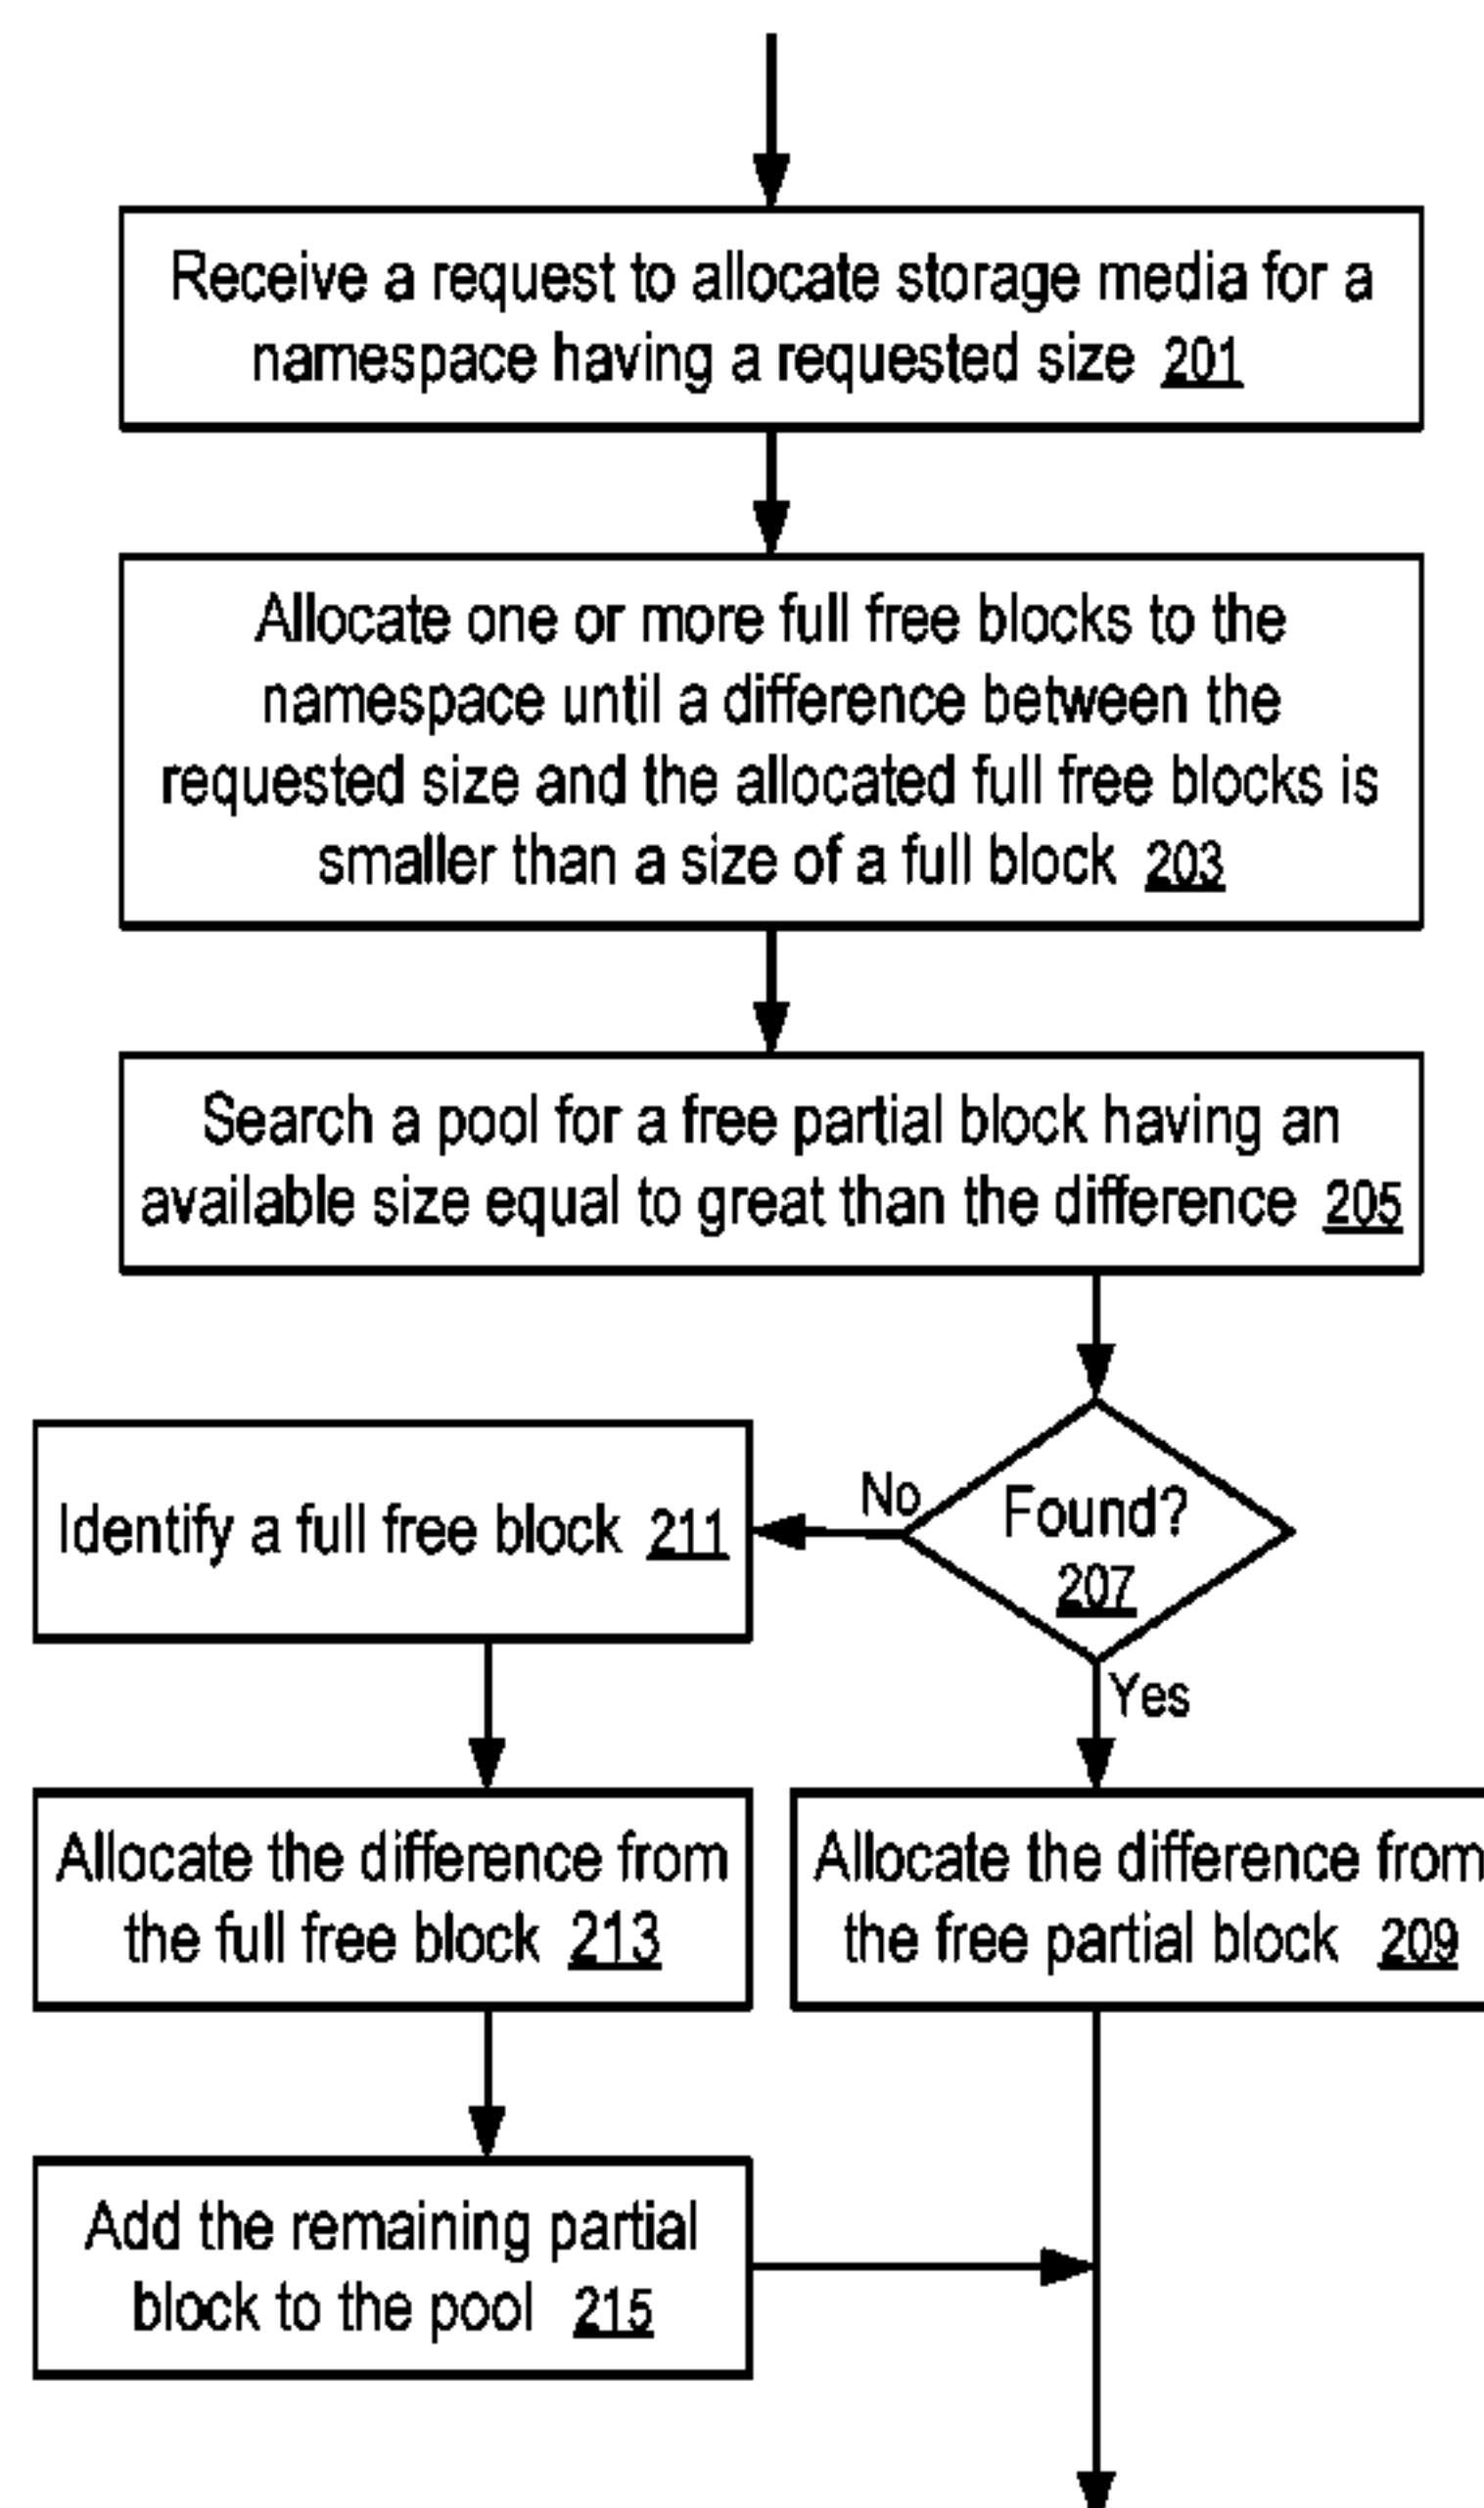 Receive a request to allocate storage media for a
namespace having a requested size 201
Allocate one or more full free blocks to the
namespace until a difference between the
requested size and the allocated full free blocks is
smaller than a size of a full block 203
Search a pool for a free partial block having an
available size equal to great than the difference 205
Found?
207
No
Yes
Identify a full free block 211
Allocate the difference from
the full free block 213
Allocate the difference from
the free partial block 209
Add the remaining partial
block to the pool 215